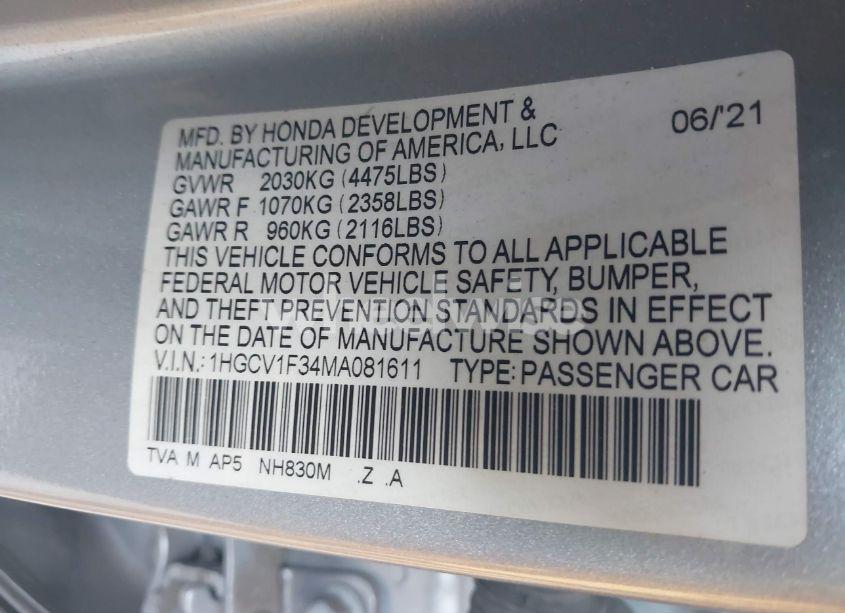 MFD. BY HONDA DEVELOPMENT & 06/'21
MANUFACTURING OF AMERICA, LLC
GVWR 2030KG (4475LBS)
GAWR F 1070KG (2358LBS)
GAWR R 960KG (2116LBS)
THIS VEHICLE CONFORMS TO ALL APPLICABLE
FEDERAL MOTOR VEHICLE SAFETY, BUMPER,
AND THEFT PREVENTION STANDARDS IN EFFECT
ON THE DATE OF MANUFACTURE SHOWN ABOVE.
V.I.N.: 1HGCV1F34MA081611 TYPE: PASSENGER CAR
TVA M AP5 NH830M .Z .A